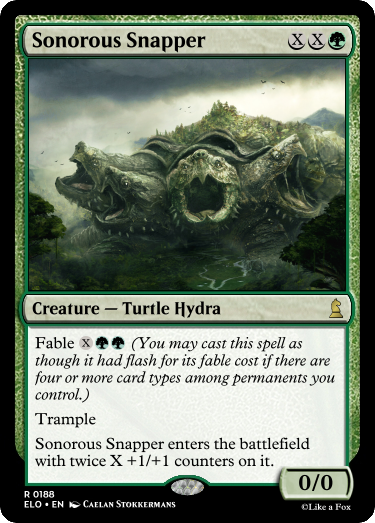 Sonorous Snapper XX
Creature — Turtle Hydra
Fable X (You may cast this spell as
though it had flash for its fable cost if there are
four or more card types among permanents you
control.)
Trample
Sonorous Snapper enters the battlefield
with twice X +1/+1 counters on it.
0/0
R 0188
ELO • EN Caelan Stokkermans
©Like a Fox